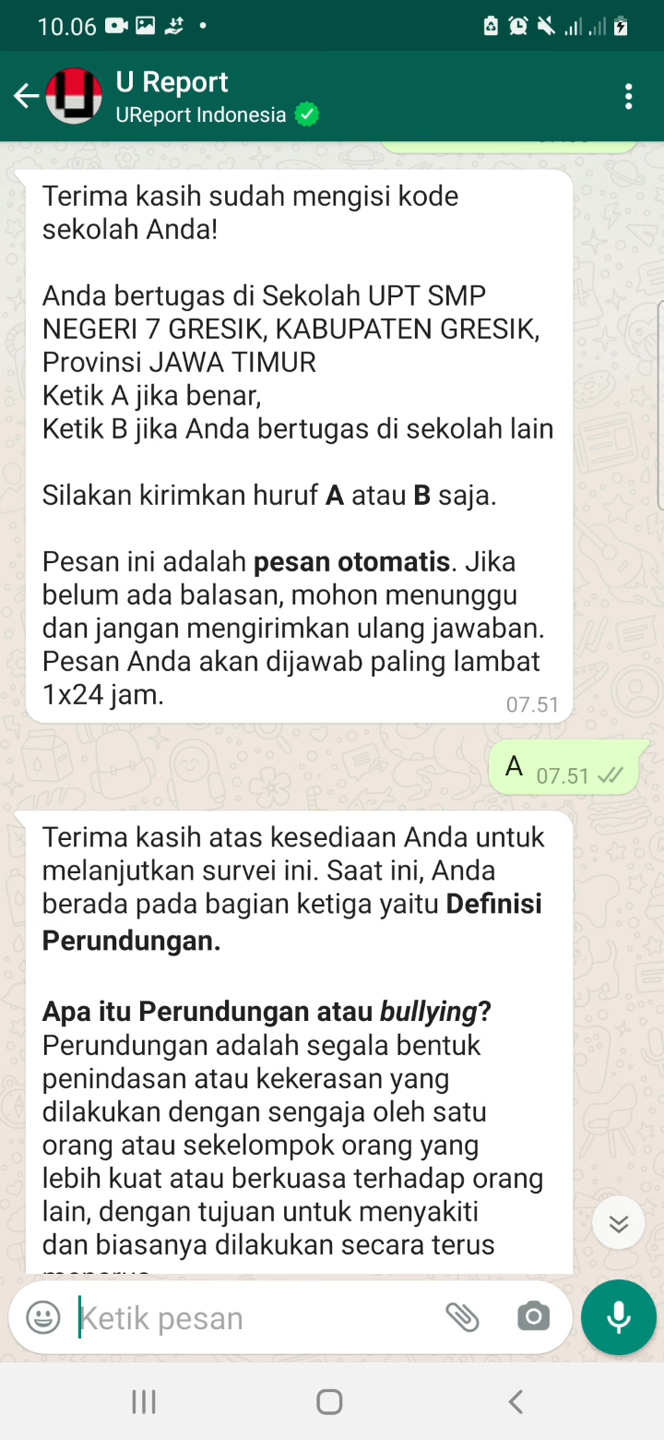 10.06
U Report
UReport Indonesia
Terima kasih sudah mengisi kode
sekolah Anda!
Anda bertugas di Sekolah UPT SMP
NEGERI 7 GRESIK, KABUPATEN GRESIK,
Provinsi JAWA TIMUR
Ketik A jika benar,
Ketik B jika Anda bertugas di sekolah lain
Silakan kirimkan huruf A atau B saja.
Pesan ini adalah pesan otomatis. Jika
belum ada balasan, mohon menunggu
dan jangan mengirimkan ulang jawaban.
Pesan Anda akan dijawab paling lambat
1x24 jam.
07.51
A 07.51
Terima kasih atas kesediaan Anda untuk
melanjutkan survei ini. Saat ini, Anda
berada pada bagian ketiga yaitu Definisi
Perundungan.
Apa itu Perundungan atau bullying?
Perundungan adalah segala bentuk
penindasan atau kekerasan yang
dilakukan dengan sengaja oleh satu
orang atau sekelompok orang yang
lebih kuat atau berkuasa terhadap orang
lain, dengan tujuan untuk menyakiti
dan biasanya dilakukan secara terus
Ketik pesan